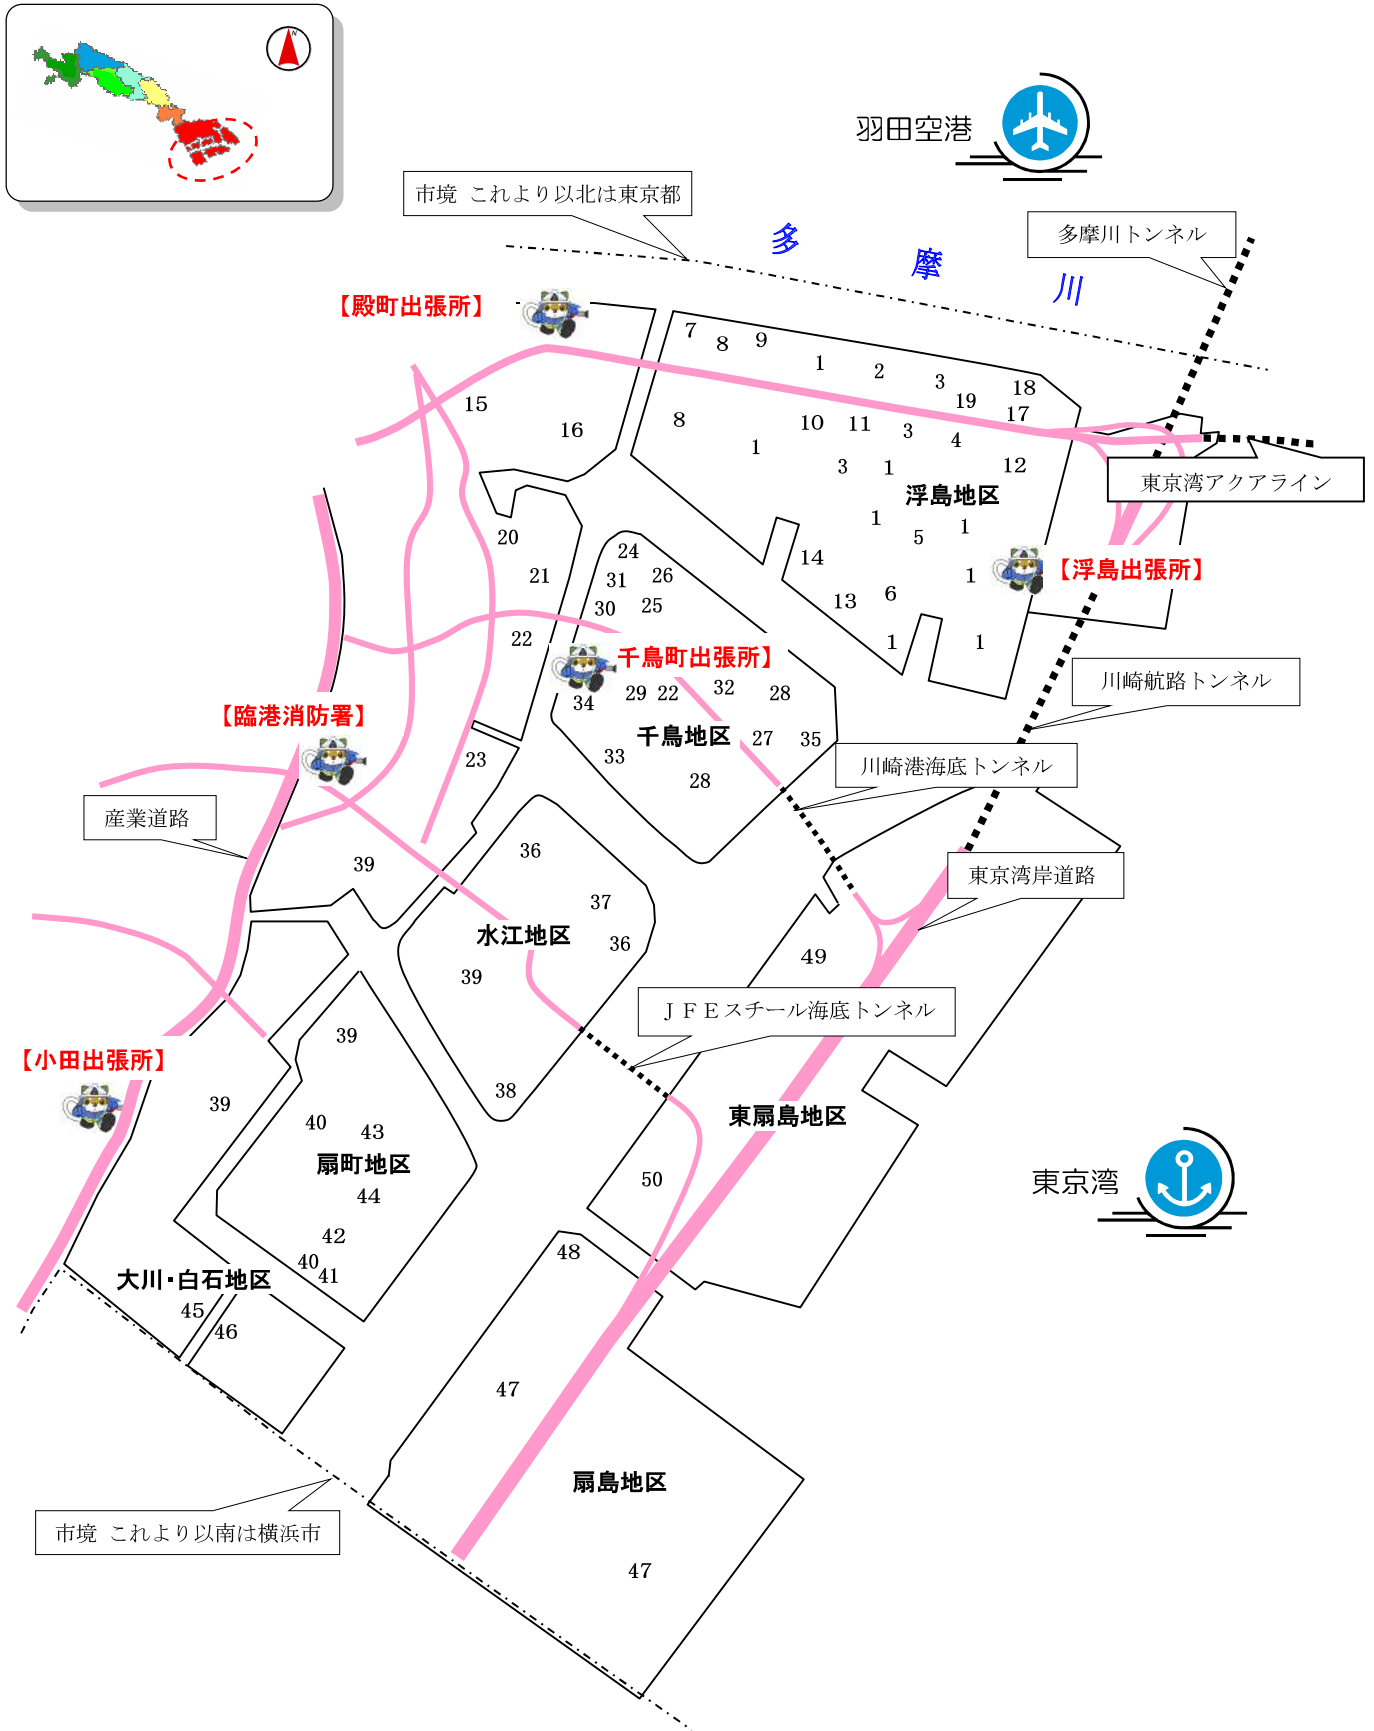 N
羽田空港
市境 これより以北は東京都
多摩川トンネル
多 摩 川
【殿町出張所】
7
8
9
1
2
3
18
19
17
15
16
8
1
10
11
3
4
3
1
12
浮島地区
東京湾アクアライン
1
5
1
14
13
6
1
1
1
【浮島出張所】
20
21
22
24
31
26
30
25
千鳥町出張所】
34
29
22
32
28
千鳥地区
27
35
33
28
川崎航路トンネル
川崎港海底トンネル
【臨港消防署】
23
産業道路
39
36
37
水江地区
36
39
38
東京湾岸道路
49
JFEスチール海底トンネル
【小田出張所】
39
39
40
43
扇町地区
44
42
40
41
東扇島地区
50
東京湾
大川・白石地区
45
46
48
47
扇島地区
47
市境 これより以南は横浜市